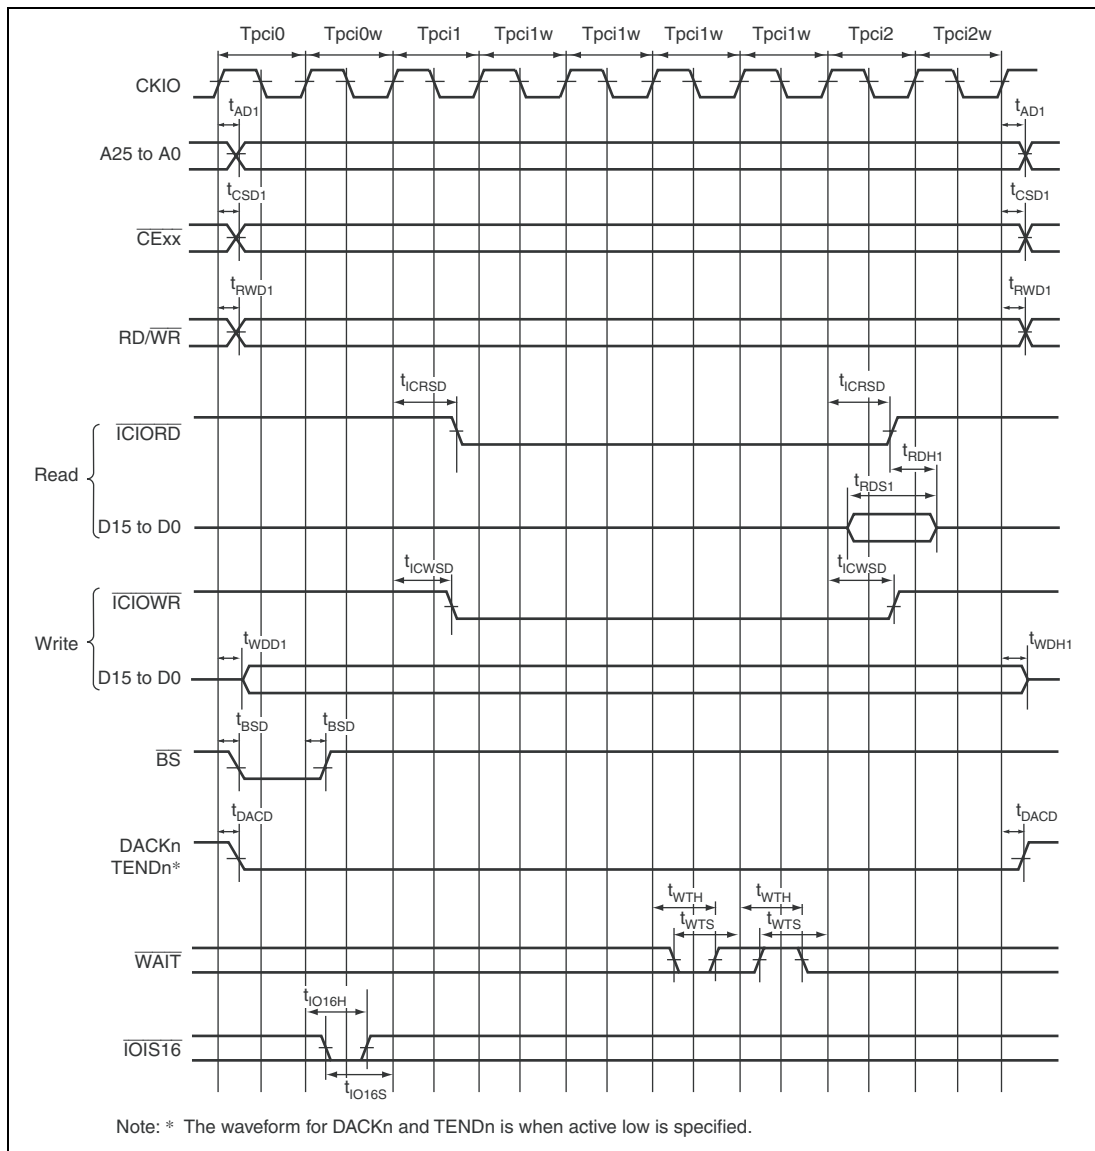 Tpci0 Tpci0w Tpci1 Tpci1w Tpci1w Tpci1w Tpci1w Tpci2 Tpci2w
CKIO
tAD1 tAD1
A25 to A0
tCSD1 tCSD1
CExx
tRWD1 tRWD1
RD/WR
tICRSD tICRSD
ICIORD
tRDH1
Read
tRDS1
D15 to D0
tICWSD tICWSD
ICIOWR
Write
tWDD1 tWDH1
D15 to D0
tBSD tBSD
BS
tDACD tDACD
DACKn
TENDn*
tWTH tWTH
tWTS tWTS
WAIT
tIO16H
IOIS16
tIO16S
Note: * The waveform for DACKn and TENDn is when active low is specified.